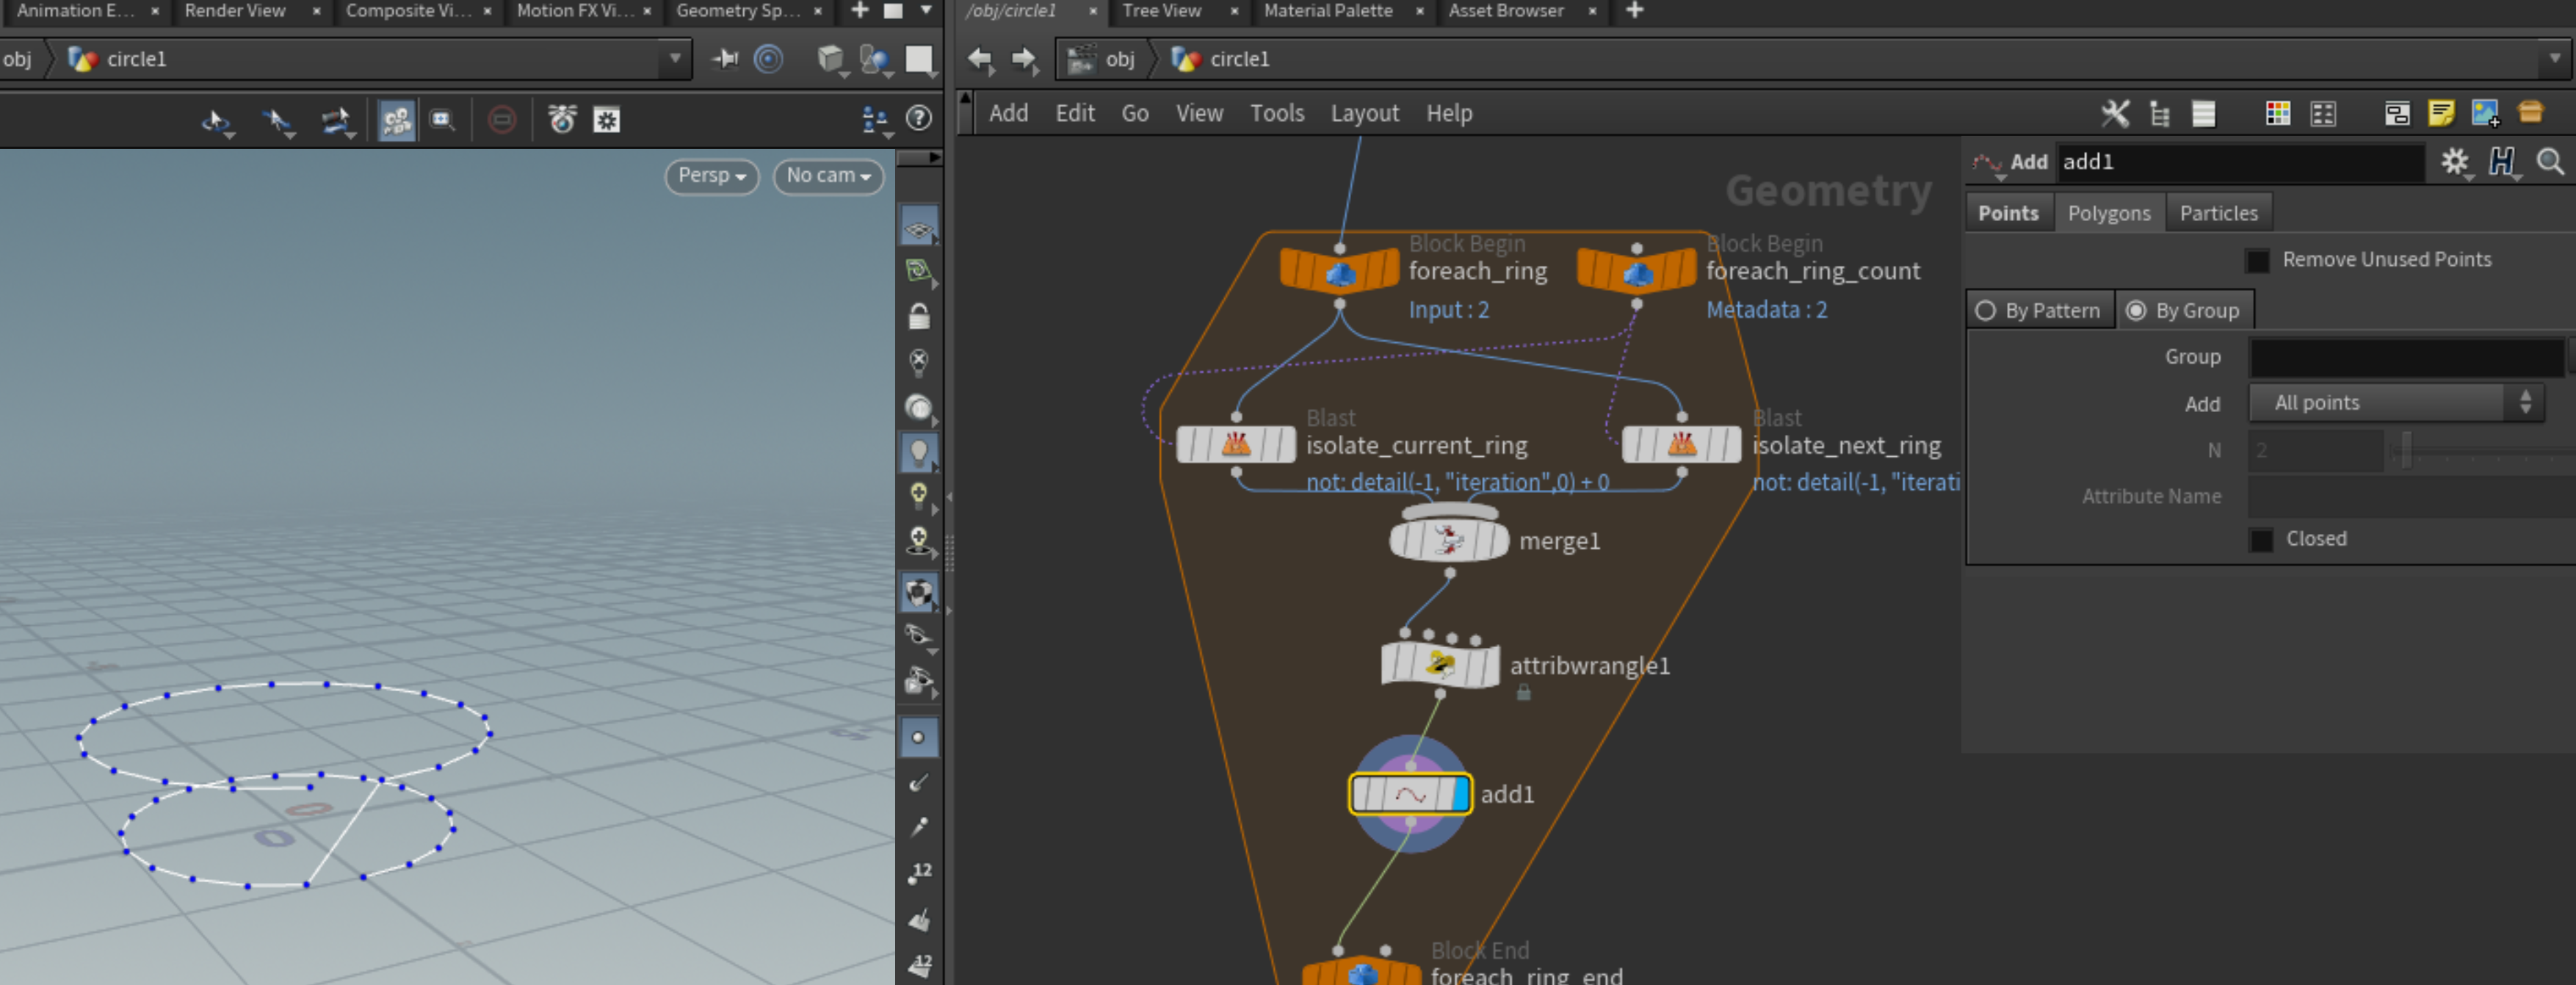 Animation E...
Render View
Composite Vi...
Motion FX Vi...
Geometry Sp...
/obj/circle1
Tree View
Material Palette
Asset Browser
obj
circle1
obj
circle1
Add
Edit
Go
View
Tools
Layout
Help
Persp
No cam
Geometry
Add
add1
Points
Polygons
Particles
Remove Unused Points
By Pattern
By Group
Group
Add
All points
N
2
Attribute Name
Closed
Block Begin
foreach_ring
Input : 2
Block Begin
foreach_ring_count
Metadata : 2
Blast
isolate_current_ring
not: detail(-1, "iteration",0) + 0
Blast
isolate_next_ring
not: detail(-1, "iterati
merge1
attribwrangle1
add1
Block End
foreach_ring_end
12
12
0
0